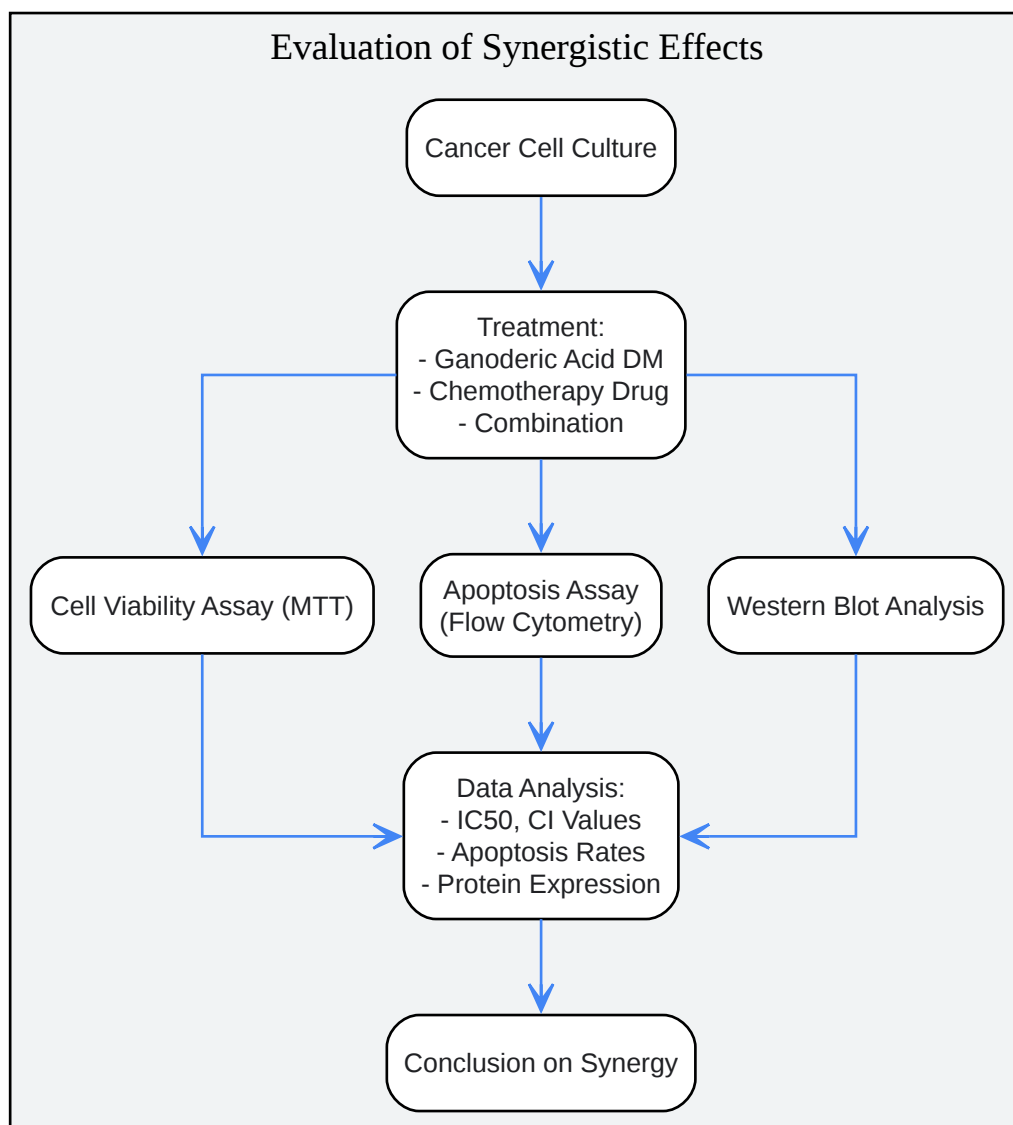 Evaluation of Synergistic Effects
Cancer Cell Culture
Treatment:
- Ganoderic Acid DM
- Chemotherapy Drug
- Combination
Cell Viability Assay (MTT)
Apoptosis Assay
(Flow Cytometry)
Western Blot Analysis
Data Analysis:
- IC50, CI Values
- Apoptosis Rates
- Protein Expression
Conclusion on Synergy